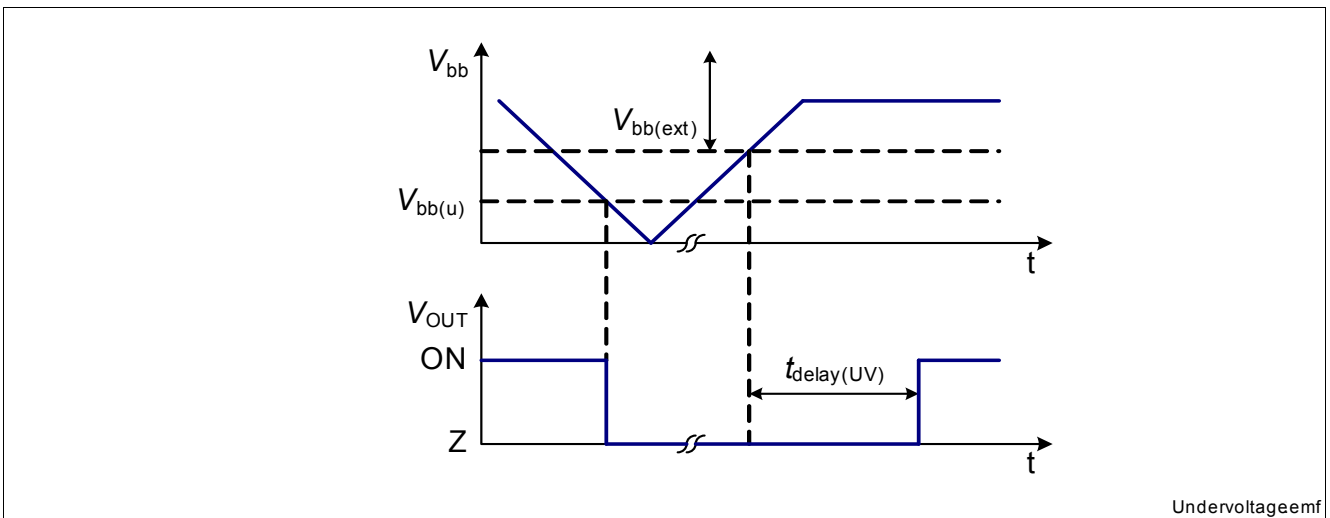 Vbb
Vbb(ext)
Vbb(u)
t
VOUT
ON
tdelay(UV)
Z
t
Undervoltageemf